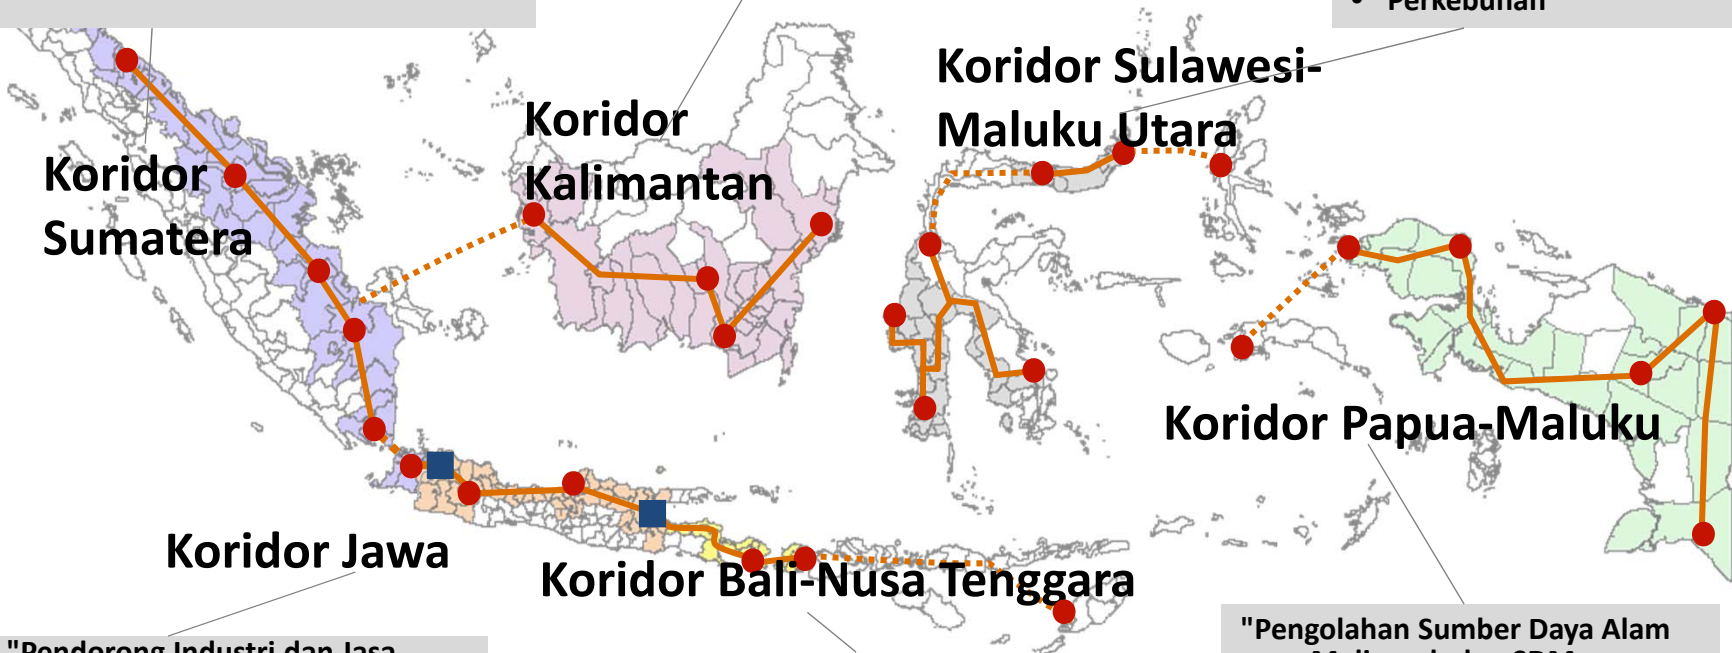 • Perkebunan
Koridor Sulawesi-
Maluku Utara
Koridor
Kalimantan
Koridor
Sumatera
Koridor Papua-Maluku
Koridor Jawa
Koridor Bali-Nusa Tenggara
"Pendorong Industri dan Jasa
"Pengolahan Sumber Daya Alam
SDM